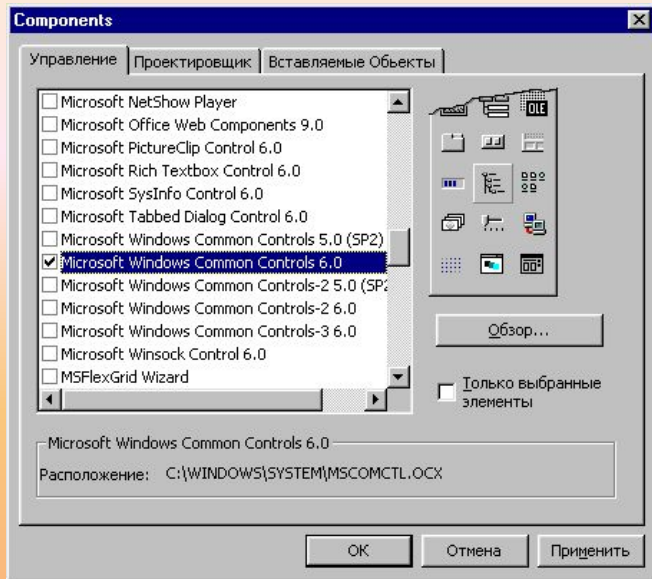 Components
Управление Проектировщик Вставляемые Обьекты
Microsoft NetShow Player
Microsoft Office Web Components 9.0
Microsoft PictureClip Control 6.0
Microsoft Rich Textbox Control 6.0
Microsoft SysInfo Control 6.0
Microsoft Tabbed Dialog Control 6.0
Microsoft Windows Common Controls 5.0 (SP2)
Microsoft Windows Common Controls 6.0
Microsoft Windows Common Controls-2 5.0 (SP2
Microsoft Windows Common Controls-2 6.0
Microsoft Windows Common Controls-3 6.0
Microsoft Winsock Control 6.0
MSFlexGrid Wizard
OLE
Обзор...
Только выбранные
элементы
Microsoft Windows Common Controls 6.0
Расположение: C:\WINDOWS\SYSTEM\MSCOMCTL.OCX
OK Отмена Применить